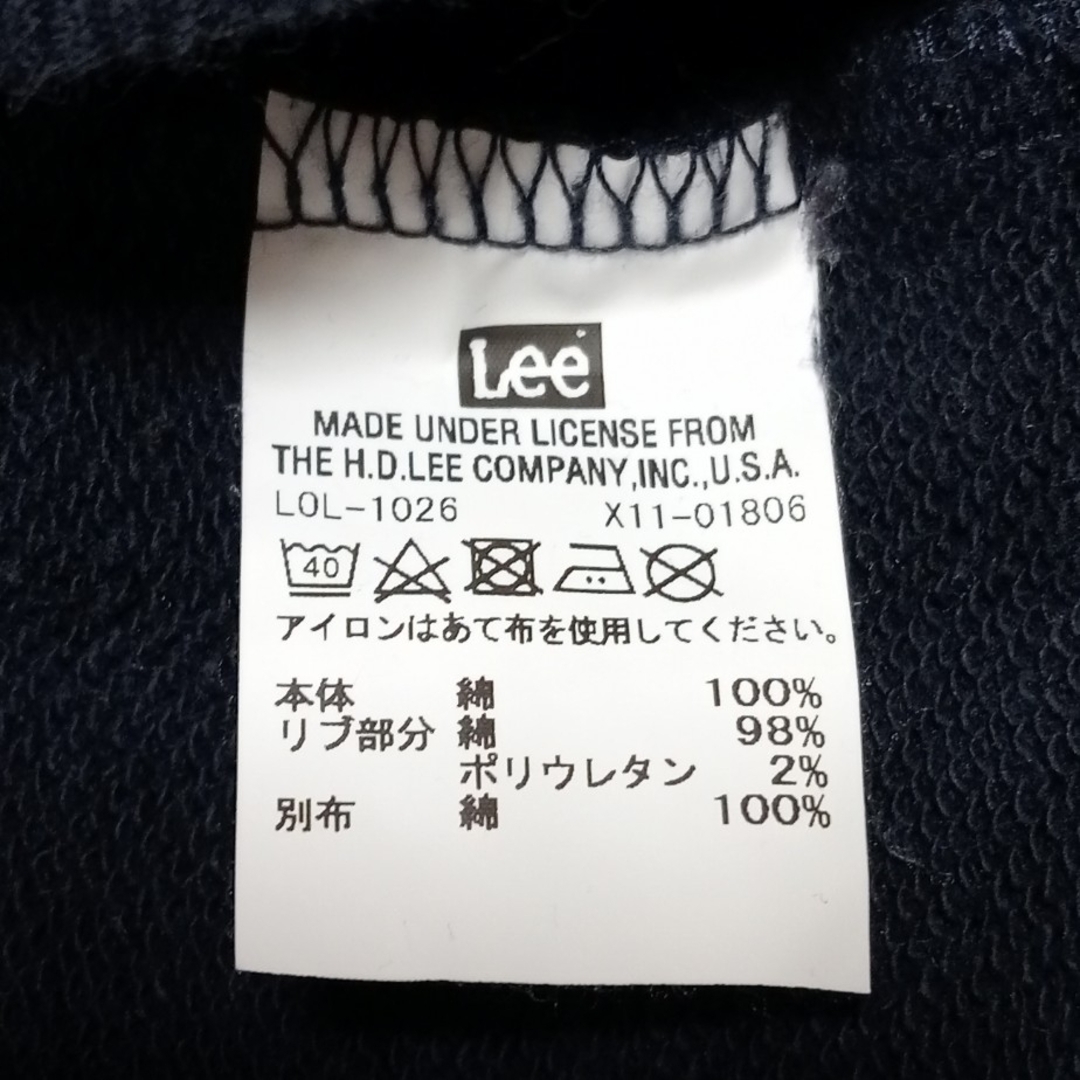 Lee
MADE UNDER LICENSE FROM
THE H.D.LEE COMPANY,INC.,U.S.A.
LOL-1026 X11-01806
40
アイロンはあて布を使用してください。
本体 綿 100%
リブ部分 綿 98%
ポリウレタン 2%
別布 綿 100%